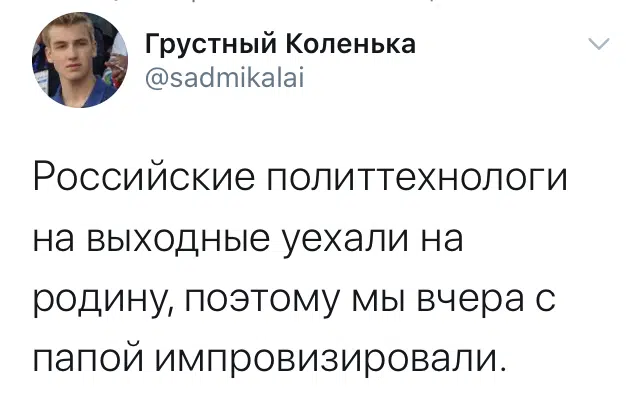 Грустный Коленька
@sadmikalai
Российские политтехнологи
на выходные уехали на
родину, поэтому мы вчера с
папой импровизировали.